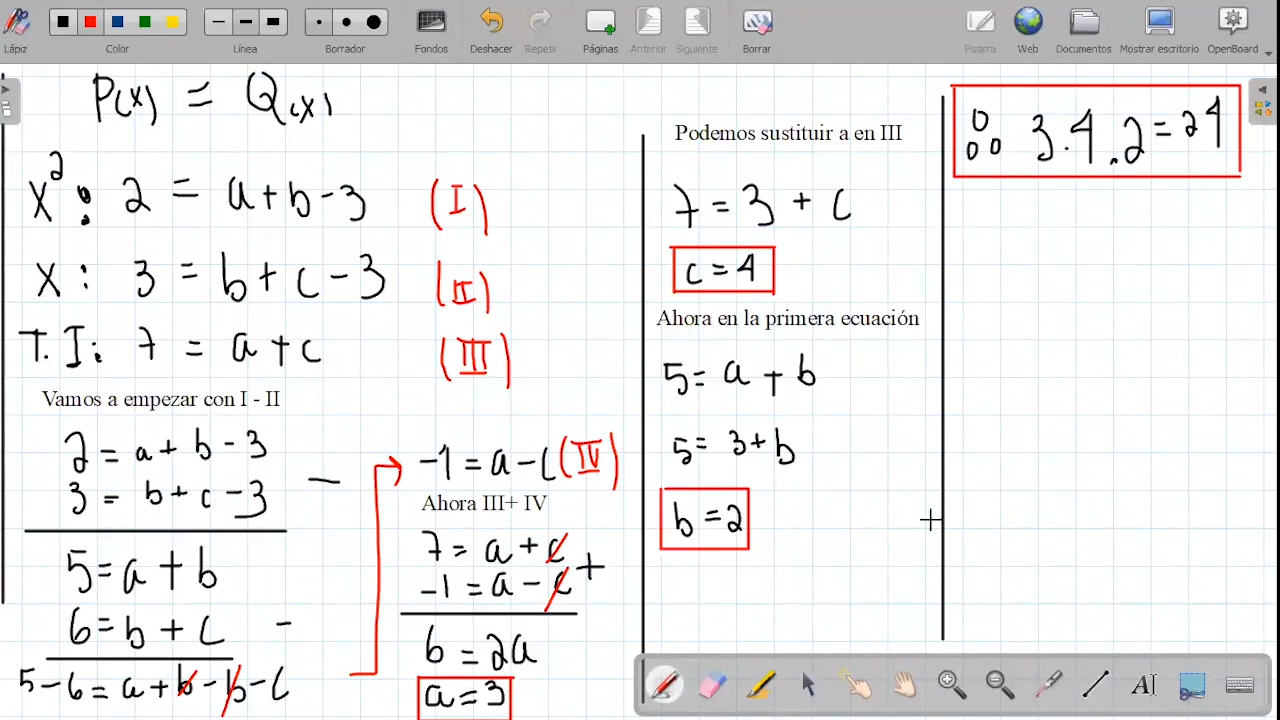 Lápiz
Color
Línea
Borrador
Fondos
Deshacer
Repetir
Páginas
Anterior
Siguiente
Borrar
Pizarra
Web
Documentos
Mostrar escritorio
OpenBoard
P(x) = Q(x)
x²: 2 = a+b-3 (I)
x: 3 = b+c-3 (II)
T.I: 7 = a+c (III)
Vamos a empezar con I - II
2 = a+b-3
3 = b+c-3 -
5=a+b
6=b+c -
5-6=a+b-b-c
-1=a-c (IV)
Ahora III+ IV
7=a+c
-1=a-c +
6=2a
a=3
Podemos sustituir a en III
7=3+c
c=4
Ahora en la primera ecuación
5=a+b
5=3+b
b=2
∴ 3.4.2=24
AI